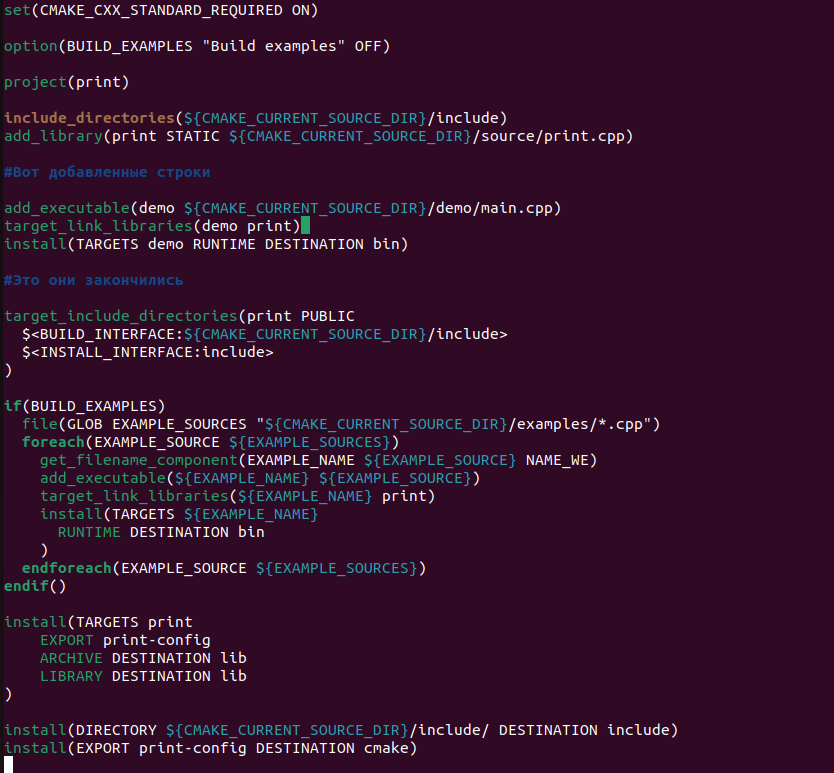 set(CMAKE_CXX_STANDARD_REQUIRED ON)
option(BUILD_EXAMPLES "Build examples" OFF)
project(print)
include_directories(${CMAKE_CURRENT_SOURCE_DIR}/include)
add_library(print STATIC ${CMAKE_CURRENT_SOURCE_DIR}/source/print.cpp)
#Вот добавленные строки
add_executable(demo ${CMAKE_CURRENT_SOURCE_DIR}/demo/main.cpp)
target_link_libraries(demo print)
install(TARGETS demo RUNTIME DESTINATION bin)
#Это они закончились
target_include_directories(print PUBLIC
  $<BUILD_INTERFACE:${CMAKE_CURRENT_SOURCE_DIR}/include>
  $<INSTALL_INTERFACE:include>
)
if(BUILD_EXAMPLES)
  file(GLOB EXAMPLE_SOURCES "${CMAKE_CURRENT_SOURCE_DIR}/examples/*.cpp")
  foreach(EXAMPLE_SOURCE ${EXAMPLE_SOURCES})
    get_filename_component(EXAMPLE_NAME ${EXAMPLE_SOURCE} NAME_WE)
    add_executable(${EXAMPLE_NAME} ${EXAMPLE_SOURCE})
    target_link_libraries(${EXAMPLE_NAME} print)
    install(TARGETS ${EXAMPLE_NAME}
      RUNTIME DESTINATION bin
    )
  endforeach(EXAMPLE_SOURCE ${EXAMPLE_SOURCES})
endif()
install(TARGETS print
    EXPORT print-config
    ARCHIVE DESTINATION lib
    LIBRARY DESTINATION lib
)
install(DIRECTORY ${CMAKE_CURRENT_SOURCE_DIR}/include/ DESTINATION include)
install(EXPORT print-config DESTINATION cmake)